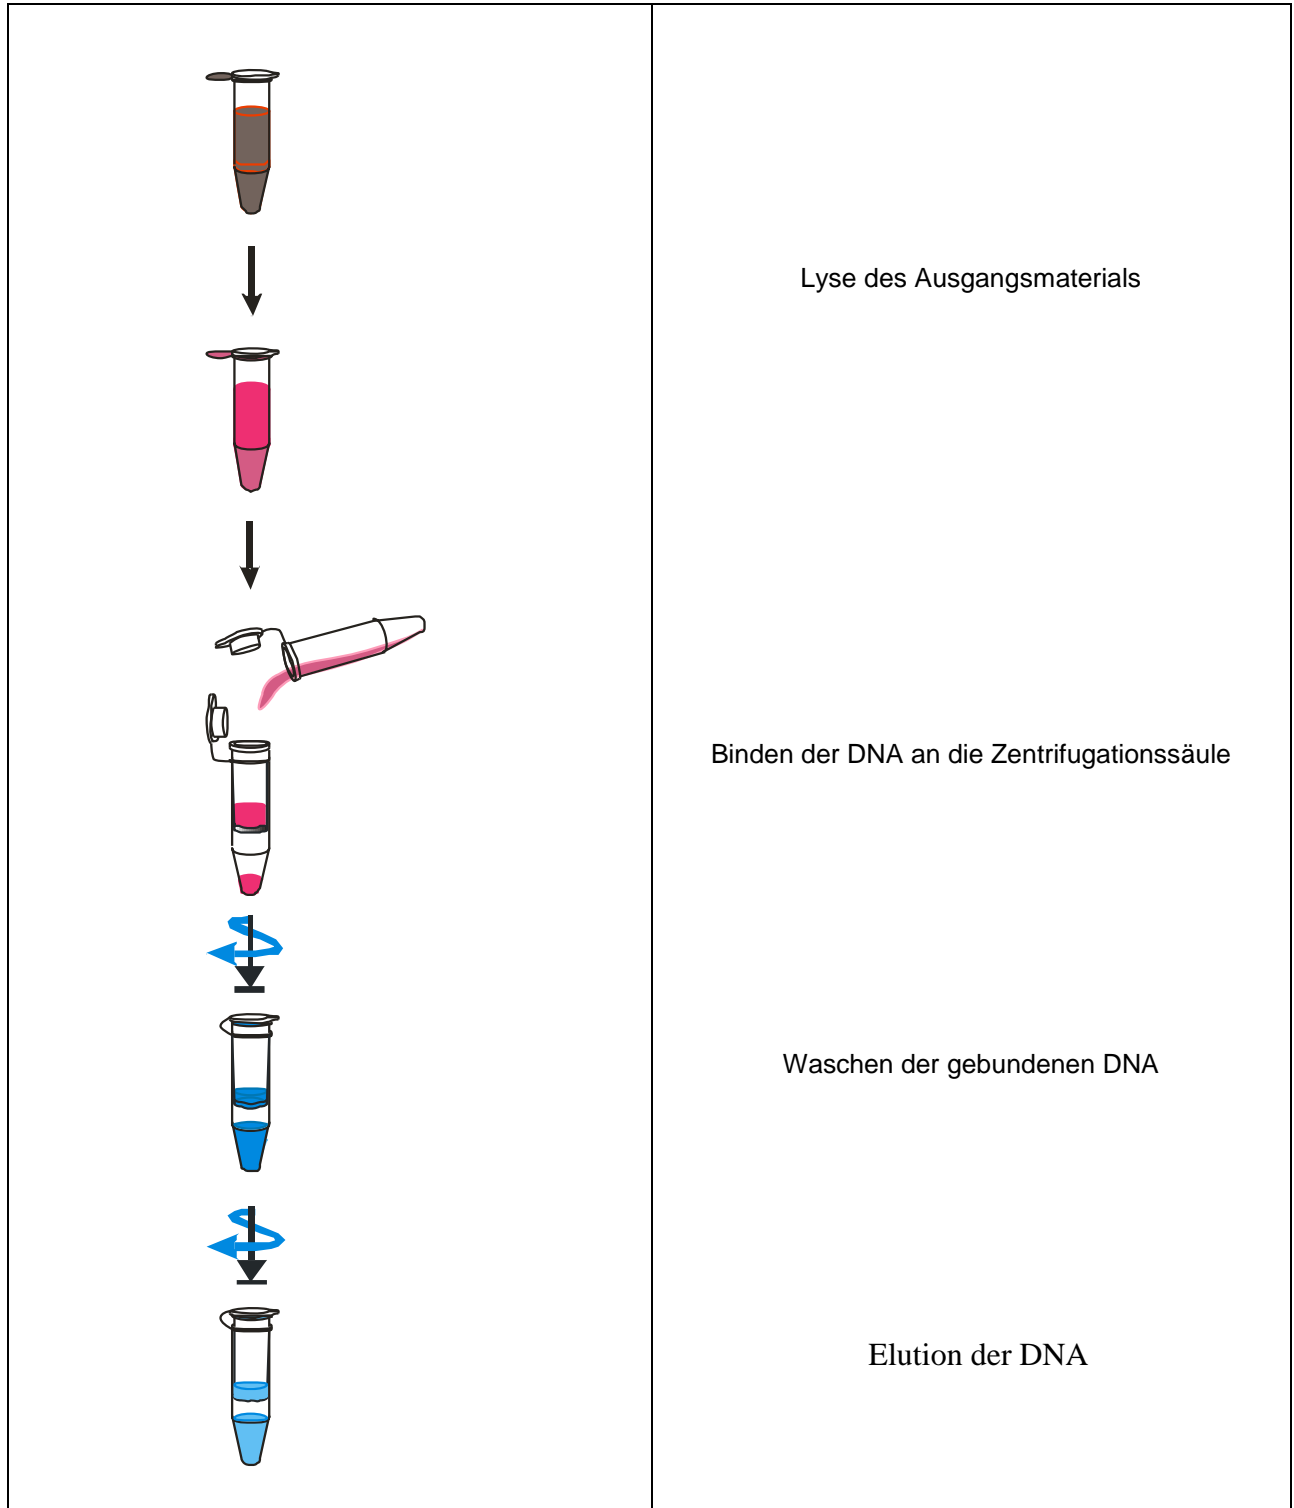 Lyse des Ausgangsmaterials
Binden der DNA an die Zentrifugationssäule
Waschen der gebundenen DNA
Elution der DNA